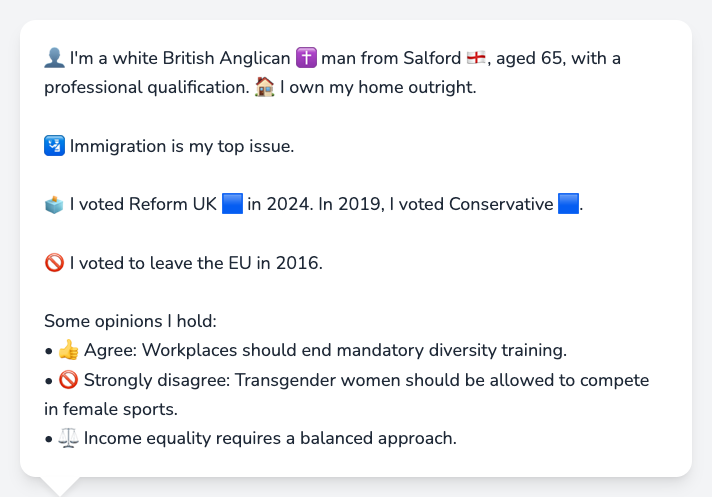 👤 I'm a white British Anglican ✝️ man from Salford 🏴󠁧󠁢󠁥󠁮󠁧󠁿, aged 65, with a
professional qualification. 🏠 I own my home outright.
🛂 Immigration is my top issue.
🗳️ I voted Reform UK 🟦 in 2024. In 2019, I voted Conservative 🟦.
🚫 I voted to leave the EU in 2016.
Some opinions I hold:
• 👍 Agree: Workplaces should end mandatory diversity training.
• 🚫 Strongly disagree: Transgender women should be allowed to compete
in female sports.
• ⚖️ Income equality requires a balanced approach.